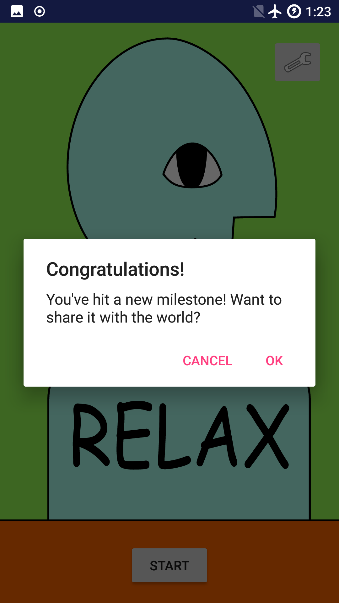 1:23
Congratulations!
You've hit a new milestone! Want to
share it with the world?
CANCEL OK
RELAX
START